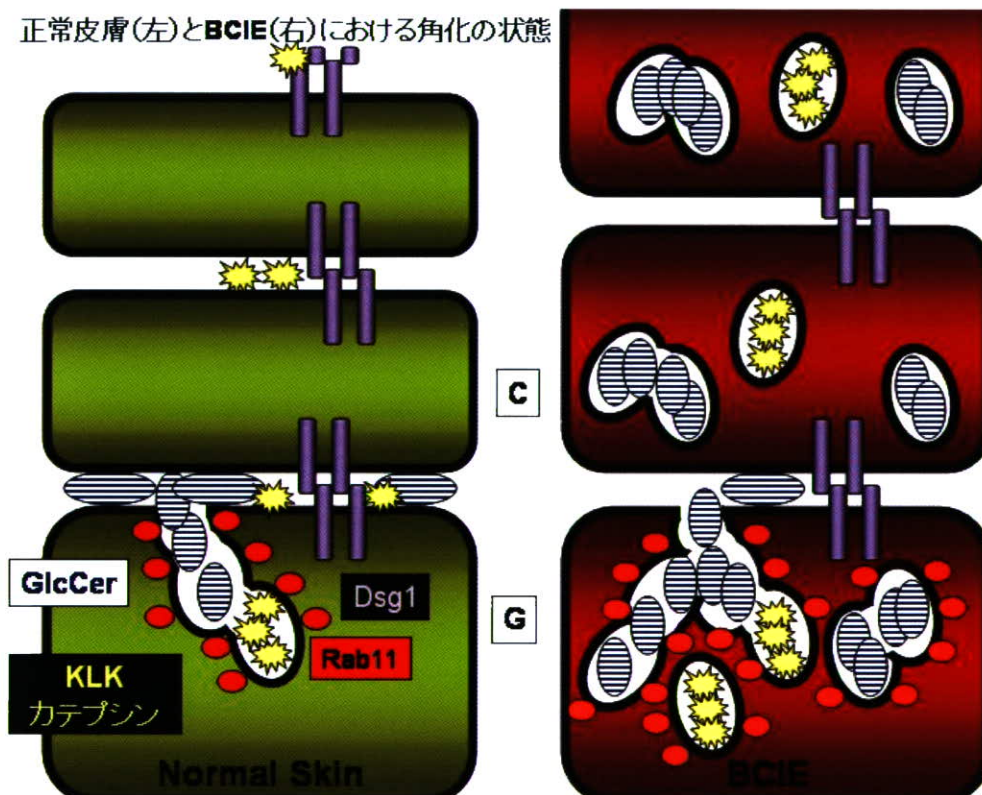 正常皮膚(左)とBCIE(右)における角化の状態
C
GlcCer
Dsg1
G
Rab11
KLK
カテプシン
Normal Skin
BCIE